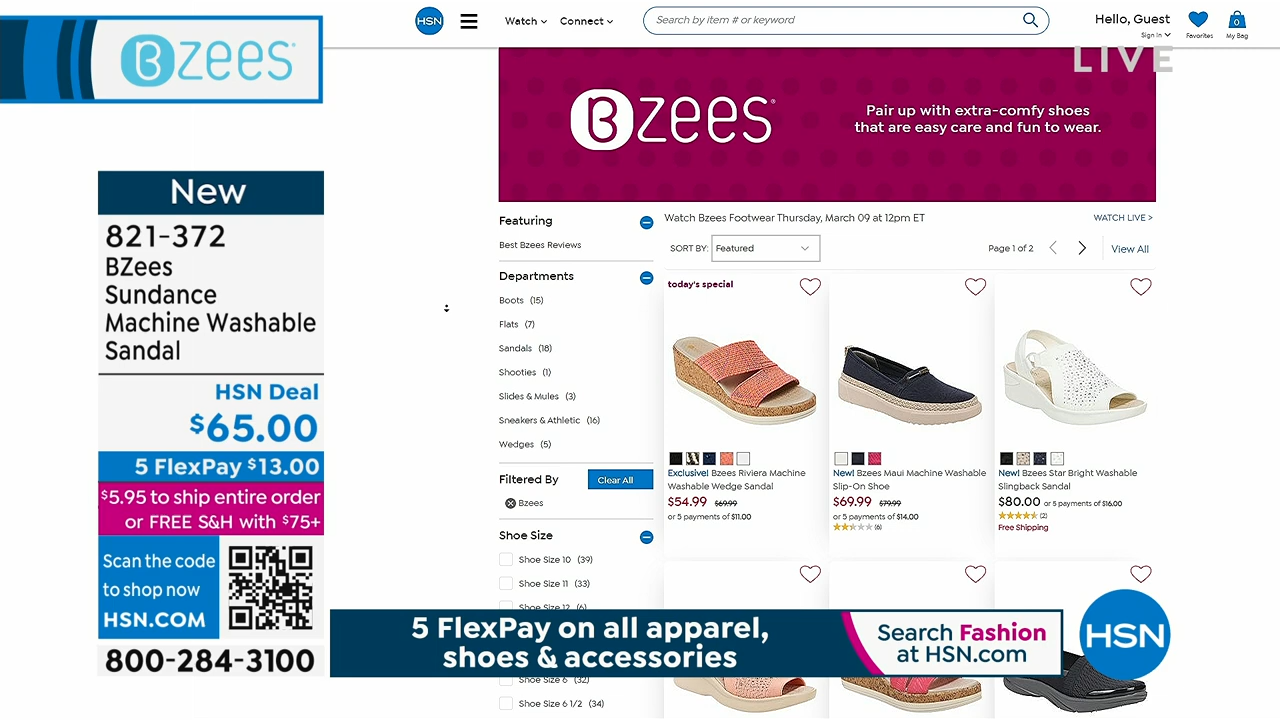 Bzees
New
821-372
BZees
Sundance
Machine Washable
Sandal
HSN Deal
$65.00
5 FlexPay $13.00
$5.95 to ship entire order
or FREE S&H with $75+
Scan the code
to shop now
HSN.COM
800-284-3100
HSN
Watch
Connect
Search by item # or keyword
Hello, Guest
Sign In
Favorites
0
My Bag
LIVE
Bzees
Pair up with extra-comfy shoes
that are easy care and fun to wear.
Featuring
Best Bzees Reviews
Departments
Boots (15)
Flats (7)
Sandals (18)
Shooties (1)
Slides & Mules (3)
Sneakers & Athletic (16)
Wedges (5)
Filtered By
Clear All
Bzees
Shoe Size
Shoe Size 10 (39)
Shoe Size 11 (33)
Shoe Size 12 (6)
Shoe Size 6 (32)
Shoe Size 6 1/2 (34)
Watch Bzees Footwear Thursday, March 09 at 12pm ET
WATCH LIVE >
SORT BY: Featured
Page 1 of 2
View All
today's special
Exclusive! Bzees Riviera Machine
Washable Wedge Sandal
$54.99 $69.99
or 5 payments of $11.00
New! Bzees Maui Machine Washable
Slip-On Shoe
$69.99 $79.99
or 5 payments of $14.00
(6)
New! Bzees Star Bright Washable
Slingback Sandal
$80.00 or 5 payments of $16.00
(2)
Free Shipping
5 FlexPay on all apparel,
shoes & accessories
Search Fashion
at HSN.com
HSN